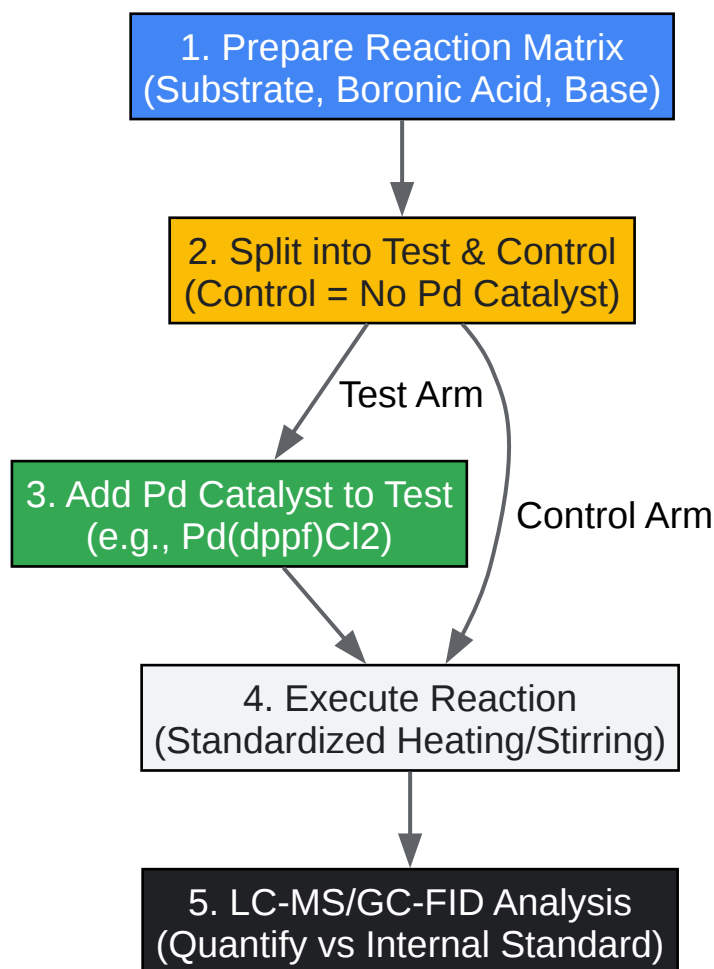 1. Prepare Reaction Matrix
(Substrate, Boronic Acid, Base)
2. Split into Test & Control
(Control = No Pd Catalyst)
Test Arm
3. Add Pd Catalyst to Test
(e.g., Pd(dppf)Cl2)
Control Arm
4. Execute Reaction
(Standardized Heating/Stirring)
5. LC-MS/GC-FID Analysis
(Quantify vs Internal Standard)